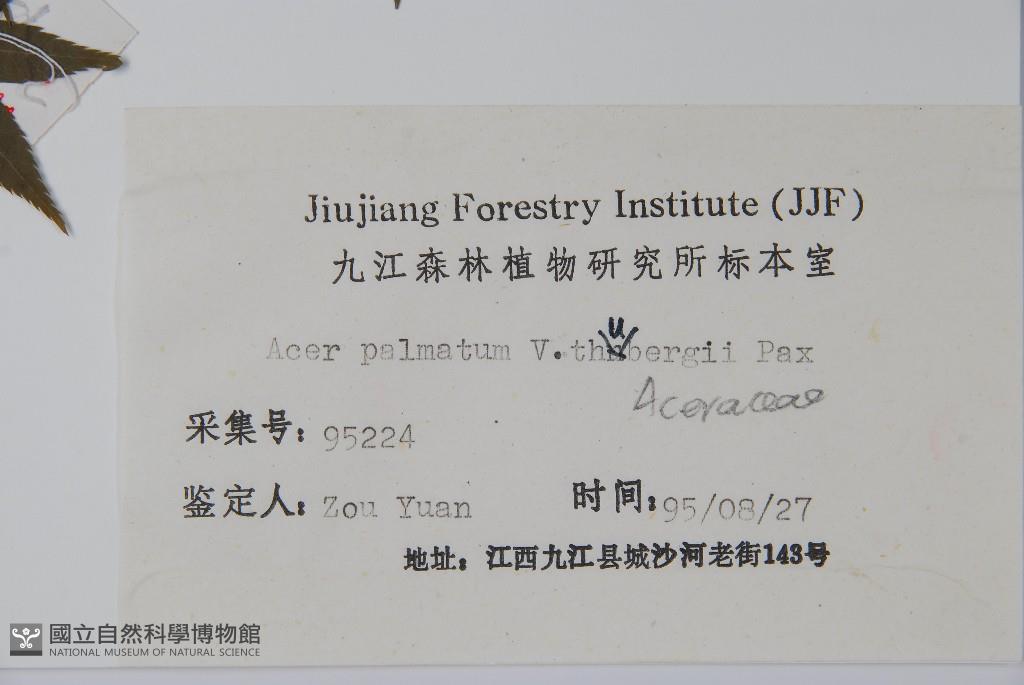 Jiujiang Forestry Institute (JJF)
九江森林植物研究所标本室
Acer palmatum V. thunbergii Pax
Aceraceae
采集号: 95224
鉴定人: Zou Yuan 时间: 95/08/27
地址: 江西九江县城沙河老街143号
國立自然科學博物館
NATIONAL MUSEUM OF NATURAL SCIENCE